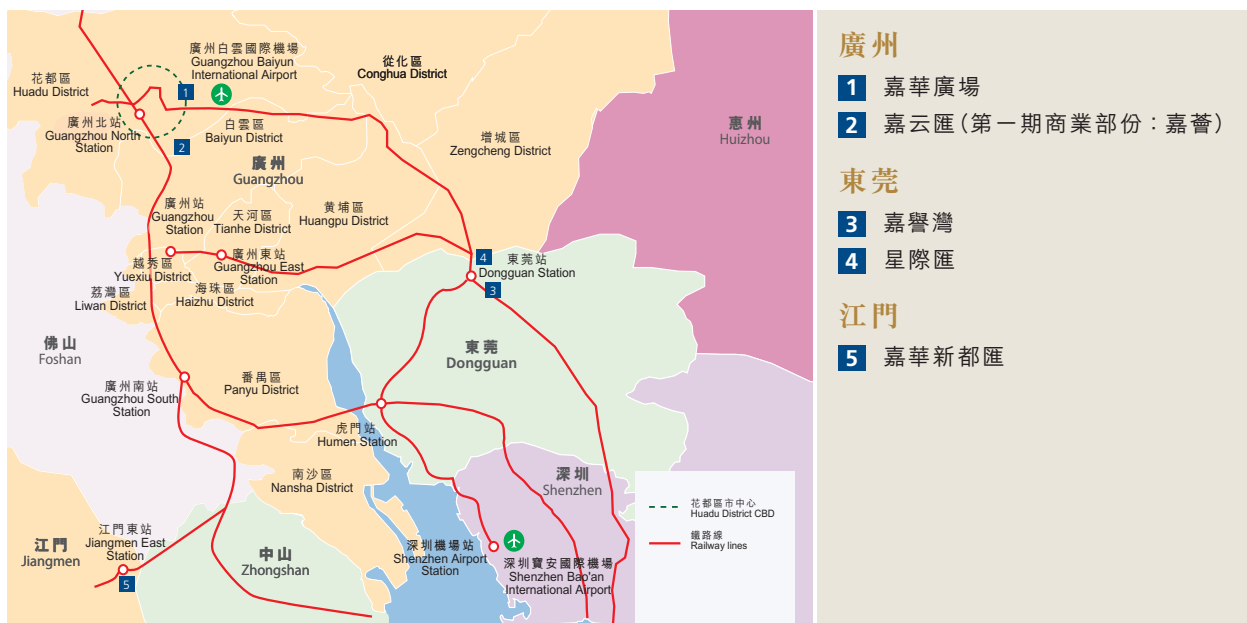 廣州白雲國際機場
Guangzhou Baiyun
International Airport
從化區
Conghua District
花都區
Huadu District
1
廣州北站
Guangzhou North
Station
2
白雲區
Baiyun District
增城區
Zengcheng District
惠州
Huizhou
廣州
Guangzhou
廣州站
Guangzhou
Station
天河區
Tianhe District
黄埔區
Huangpu District
越秀區
Yuexiu District
廣州東站
Guangzhou East
Station
4
東莞站
Dongguan Station
3
荔灣區
Liwan District
海珠區
Haizhu District
佛山
Foshan
東莞
Dongguan
廣州南站
Guangzhou South
Station
番禺區
Panyu District
虎門站
Humen Station
南沙區
Nansha District
深圳
Shenzhen
江門東站
Jiangmen East
Station
江門
Jiangmen
5
中山
Zhongshan
深圳機場站
Shenzhen Airport
Station
深圳寶安國際機場
Shenzhen Bao'an
International Airport
花都區市中心
Huadu District CBD
鐵路線
Railway lines
廣州
1 嘉華廣場
2 嘉云匯(第一期商業部份：嘉薈)
東莞
3 嘉譽灣
4 星際匯
江門
5 嘉華新都匯